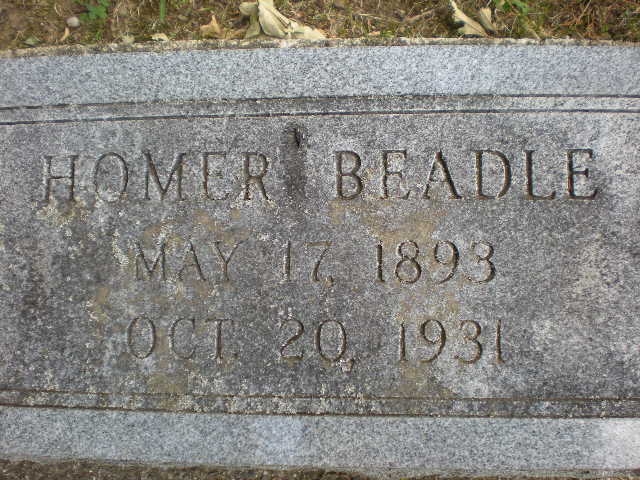 HOMER BEADLE
MAY 17, 1893
OCT. 20, 1931